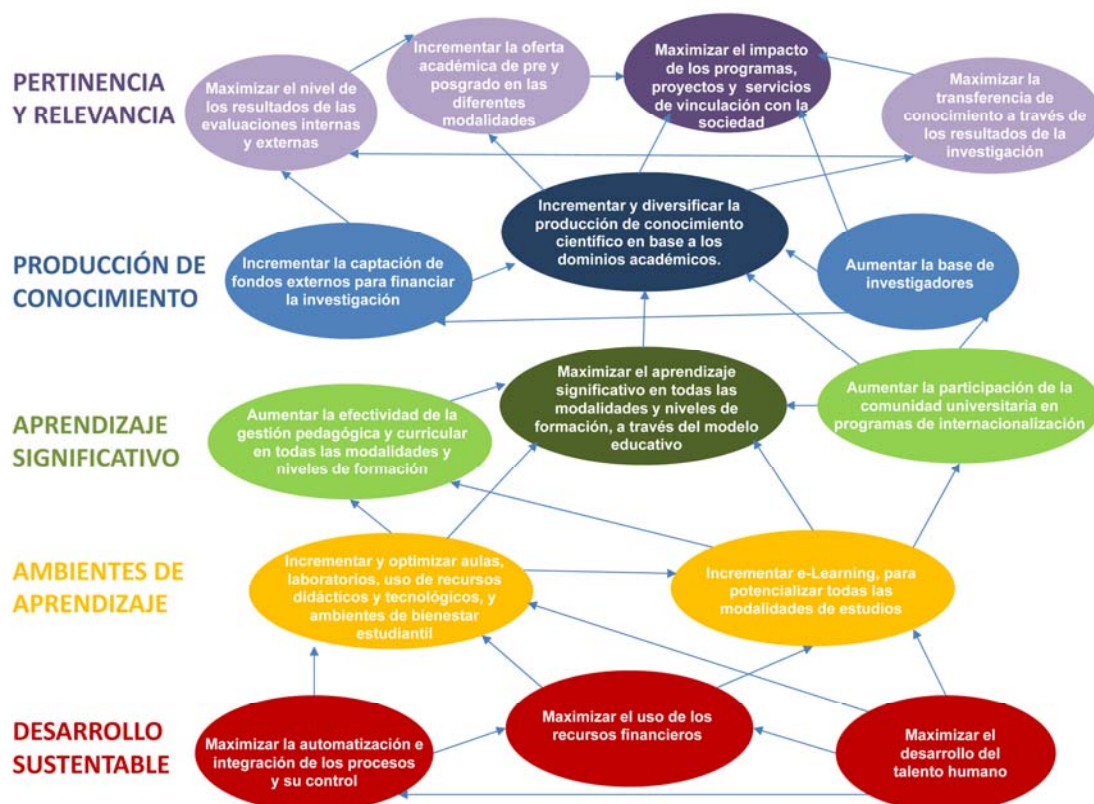 PERTINENCIA
Y RELEVANCIA
Maximizar el nivel de
los resultados de las
evaluaciones internas
y externas
Incrementar la oferta
académica de pre y
posgrado en las
diferentes
modalidades
Maximizar el impacto
de los programas,
proyectos y servicios
de vinculación con la
sociedad
Maximizar la
transferencia de
conocimiento a través de
los resultados de la
investigación
PRODUCCIÓN DE
CONOCIMIENTO
Incrementar la captación de
fondos externos para financiar
la investigación
Incrementar y diversificar la
producción de conocimiento
científico en base a los
dominios académicos.
Aumentar la base de
investigadores
APRENDIZAJE
SIGNIFICATIVO
Aumentar la efectividad de la
gestión pedagógica y curricular
en todas las modalidades y
niveles de formación
Maximizar el aprendizaje
significativo en todas las
modalidades y niveles de
formación, a través del modelo
educativo
Aumentar la participación de la
comunidad universitaria en
programas de internacionalización
AMBIENTES DE
APRENDIZAJE
Incrementar y optimizar aulas,
laboratorios, uso de recursos
didácticos y tecnológicos, y
ambientes de bienestar
estudiantil
Incrementar e-Learning, para
potencializar todas las
modalidades de estudios
DESARROLLO
SUSTENTABLE
Maximizar la automatización e
integración de los procesos
y su control
Maximizar el uso de los
recursos financieros
Maximizar el
desarrollo del
talento humano